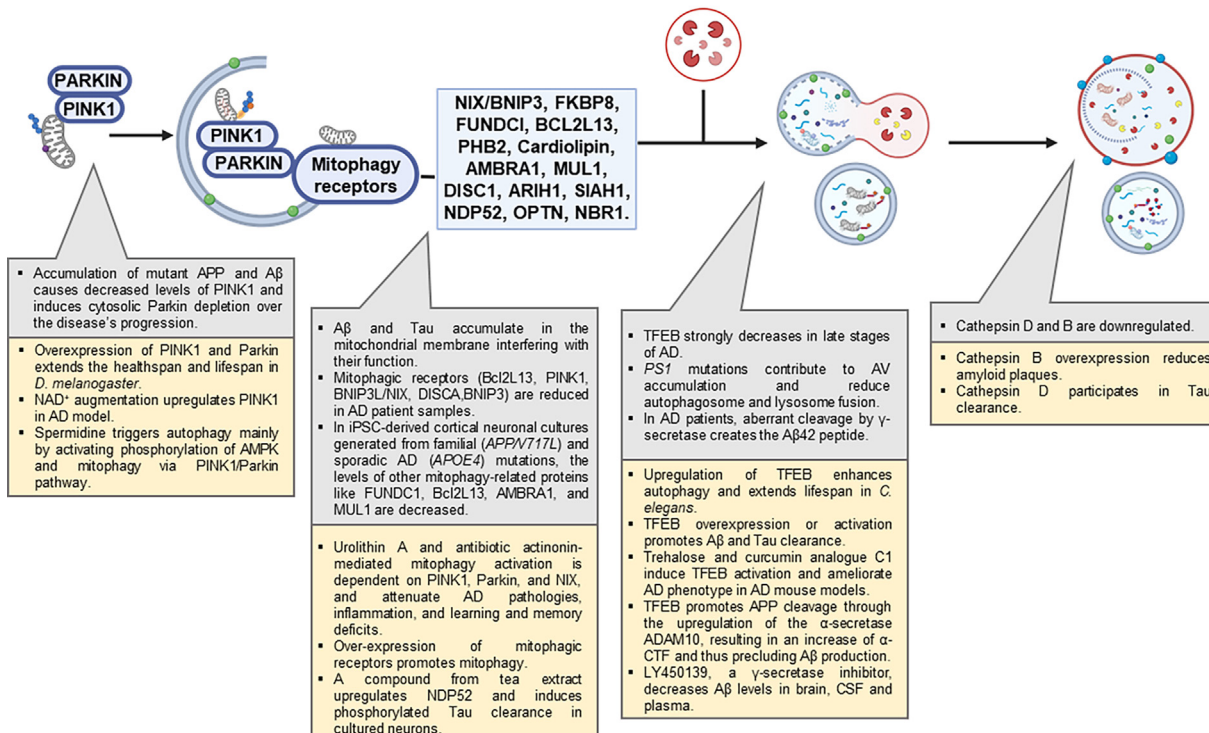 PARKIN
PINK1
PINK1
PARKIN
Mitophagy
receptors
NIX/BNIP3, FKBP8,
FUNDCI, BCL2L13,
PHB2, Cardiolipin,
AMBRA1, MUL1,
DISC1, ARIH1, SIAH1,
NDP52, OPTN, NBR1.
▪ Accumulation of mutant APP and Aβ
causes decreased levels of PINK1 and
induces cytosolic Parkin depletion over
the disease's progression.
▪ Overexpression of PINK1 and Parkin
extends the healthspan and lifespan in
D. melanogaster.
▪ NAD⁺ augmentation upregulates PINK1
in AD model.
▪ Spermidine triggers autophagy mainly
by activating phosphorylation of AMPK
and mitophagy via PINK1/Parkin
pathway.
▪ Aβ and Tau accumulate in the
mitochondrial membrane interfering with
their function.
▪ Mitophagic receptors (Bcl2L13, PINK1,
BNIP3L/NIX, DISCA,BNIP3) are reduced
in AD patient samples.
▪ In iPSC-derived cortical neuronal cultures
generated from familial (APP/V717L) and
sporadic AD (APOE4) mutations, the
levels of other mitophagy-related proteins
like FUNDC1, Bcl2L13, AMBRA1, and
MUL1 are decreased.
▪ Urolithin A and antibiotic actinonin-
mediated mitophagy activation is
dependent on PINK1, Parkin, and NIX,
and attenuate AD pathologies,
inflammation, and learning and memory
deficits.
▪ Over-expression of mitophagic
receptors promotes mitophagy.
▪ A compound from tea extract
upregulates NDP52 and induces
phosphorylated Tau clearance in
cultured neurons.
▪ TFEB strongly decreases in late stages
of AD.
▪ PS1 mutations contribute to AV
accumulation and reduce
autophagosome and lysosome fusion.
▪ In AD patients, aberrant cleavage by γ-
secretase creates the Aβ42 peptide.
▪ Upregulation of TFEB enhances
autophagy and extends lifespan in C.
elegans.
▪ TFEB overexpression or activation
promotes Aβ and Tau clearance.
▪ Trehalose and curcumin analogue C1
induce TFEB activation and ameliorate
AD phenotype in AD mouse models.
▪ TFEB promotes APP cleavage through
the upregulation of the α-secretase
ADAM10, resulting in an increase of α-
CTF and thus precluding Aβ production.
▪ LY450139, a γ-secretase inhibitor,
decreases Aβ levels in brain, CSF and
plasma.
▪ Cathepsin D and B are downregulated.
▪ Cathepsin B overexpression reduces
amyloid plaques.
▪ Cathepsin D participates in Tau
clearance.